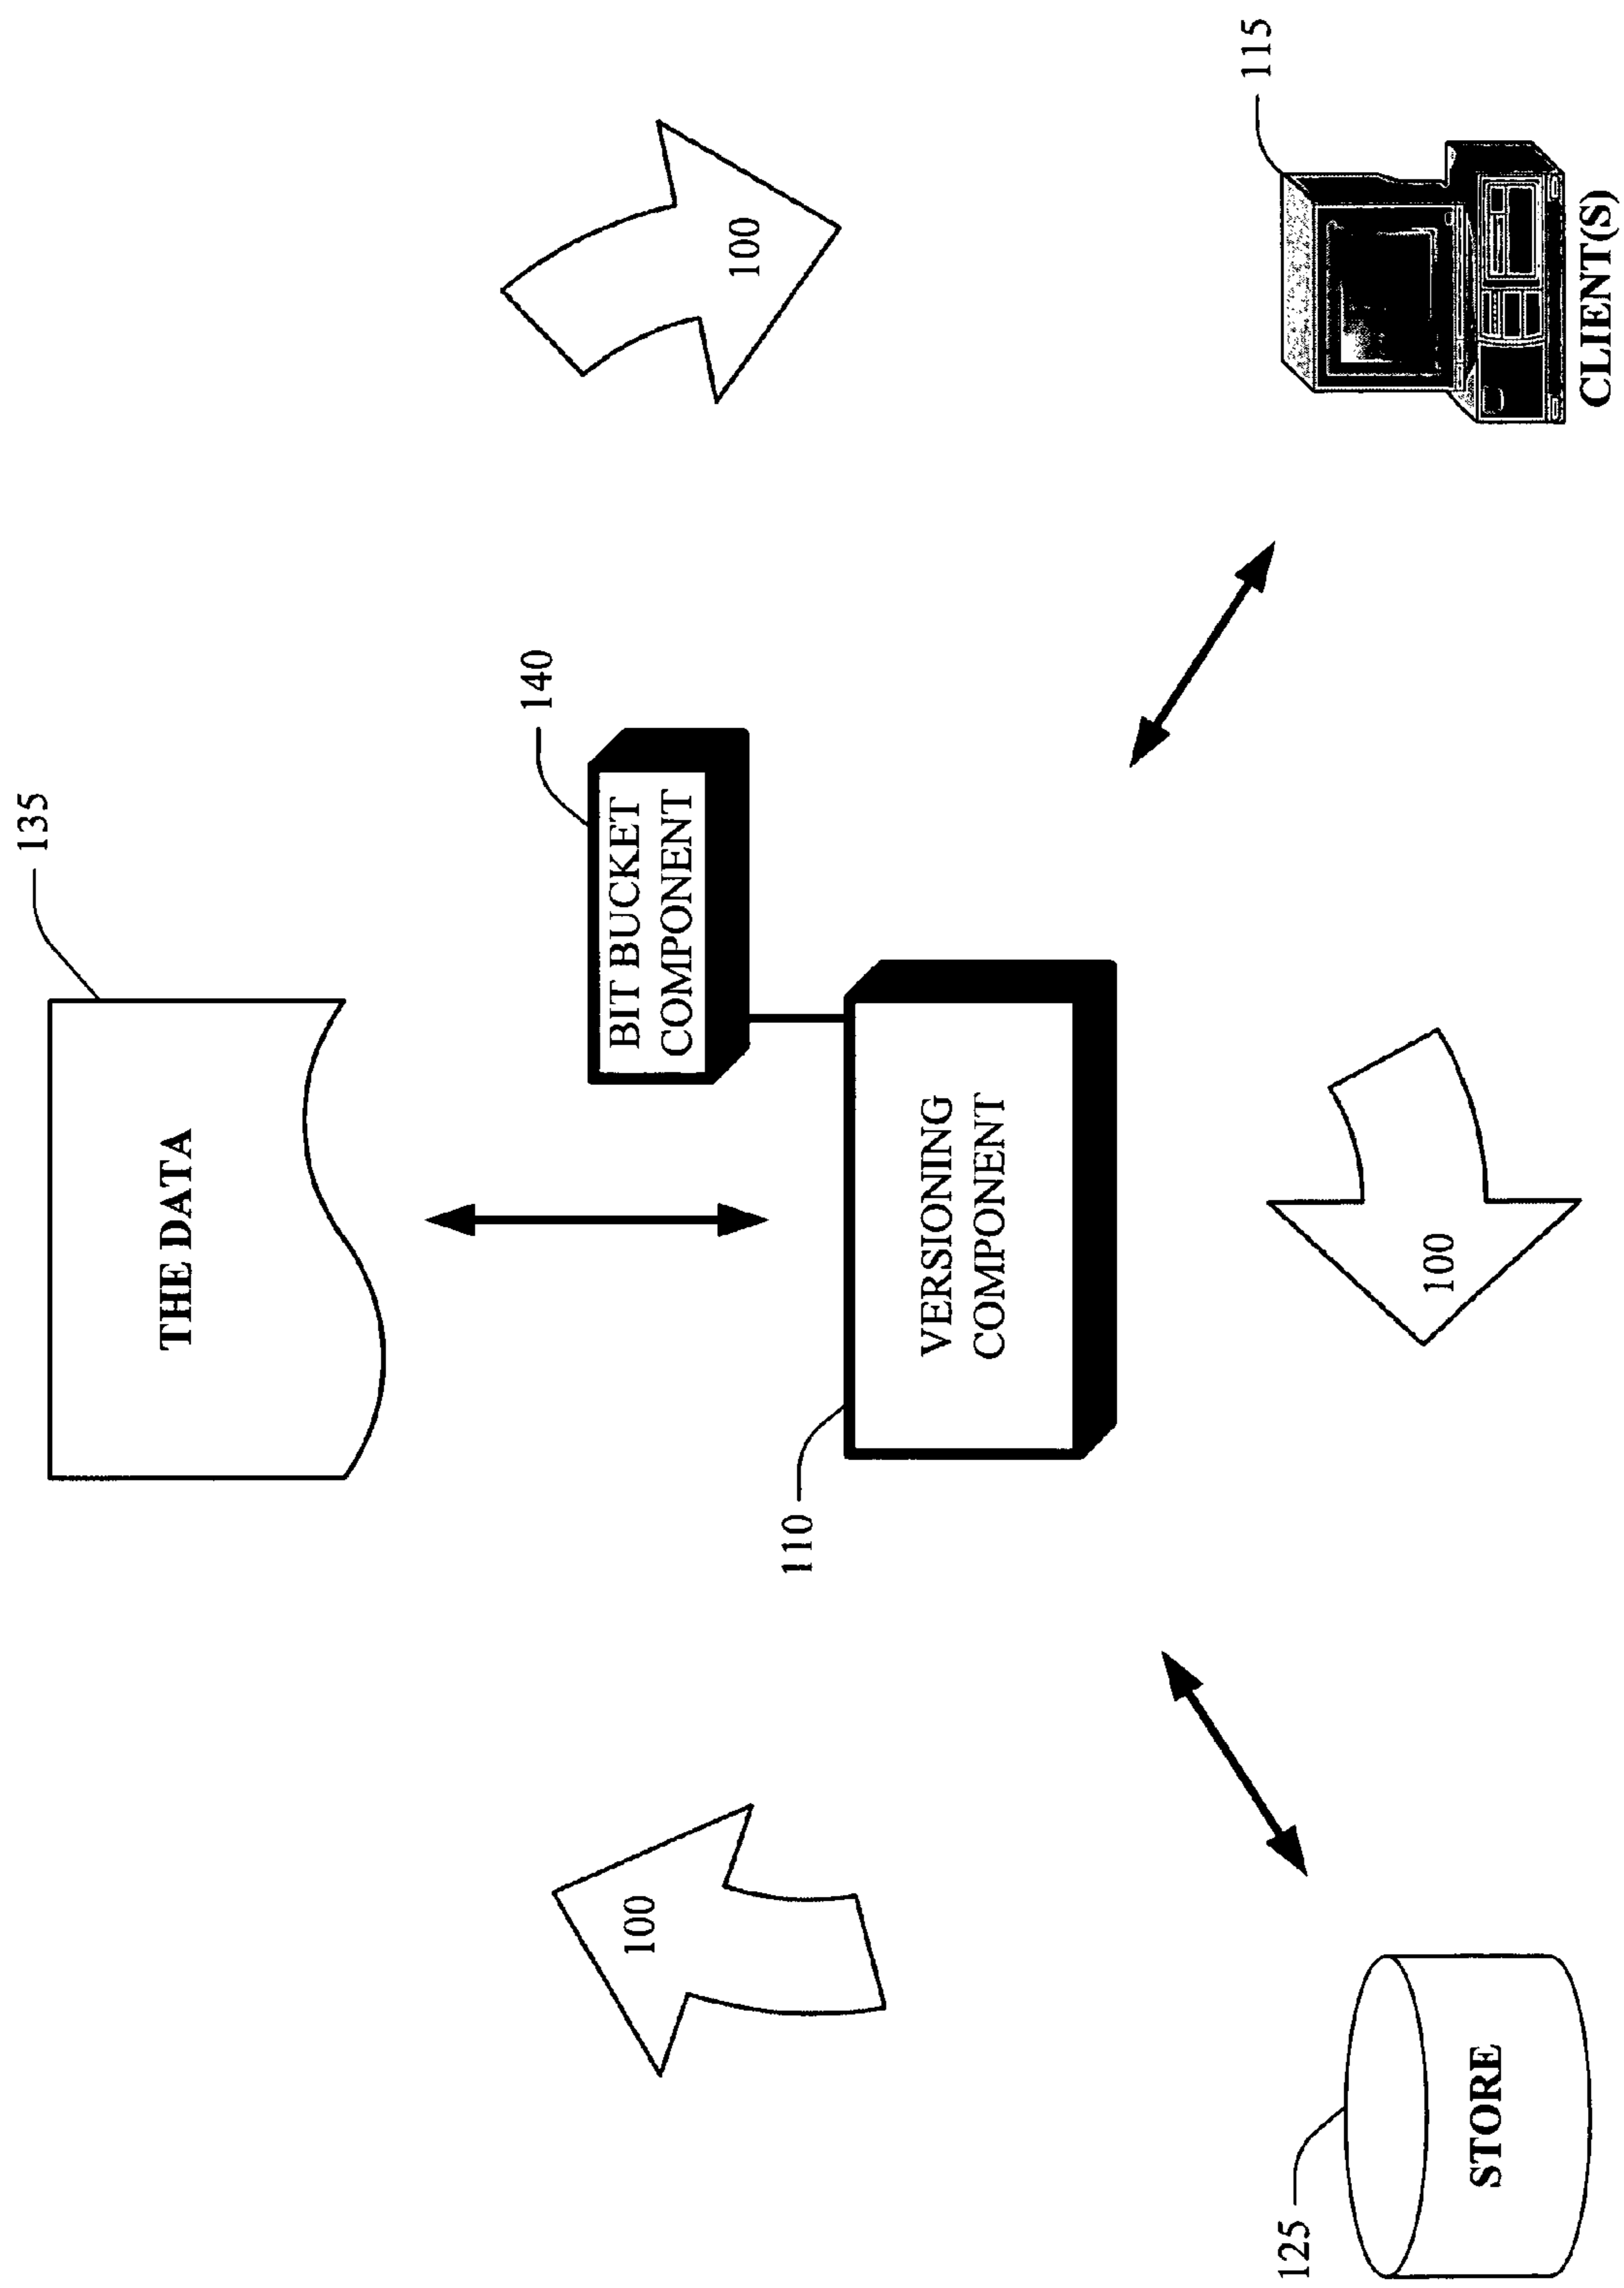 135
THE DATA
140
BIT BUCKET
COMPONENT
100
100
110
VERSIONING
COMPONENT
115
CLIENT(S)
100
125
STORE